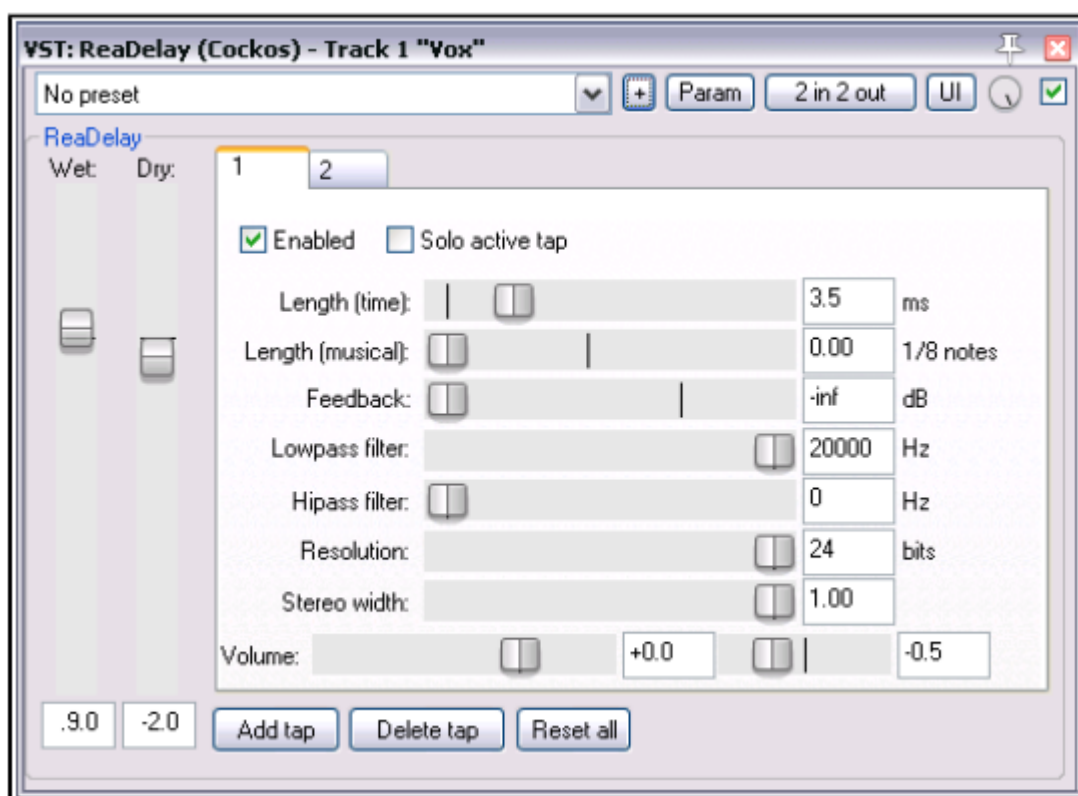 VST: ReaDelay (Cockos) - Track 1 "Vox"
No preset + Param 2 in 2 out UI
ReaDelay
Wet: Dry: 1 2
Enabled Solo active tap
Length (time): 3.5 ms
Length (musical): 0.00 1/8 notes
Feedback: -inf dB
Lowpass filter: 20000 Hz
Hipass filter: 0 Hz
Resolution: 24 bits
Stereo width: 1.00
Volume: +0.0 -0.5
.9.0 -2.0 Add tap Delete tap Reset all